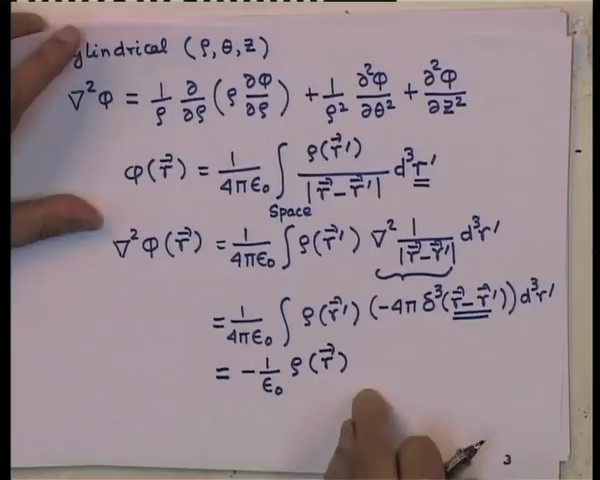 ylindrical (ρ, θ, z)
∇²φ = 1/ρ ∂/∂ρ (ρ ∂φ/∂ρ) + 1/ρ² ∂²φ/∂θ² + ∂²φ/∂z²
φ(r⃗) = 1/4πε₀ ∫ ρ(r⃗′)/|r⃗−r⃗′| d³r′
Space
∇²φ(r⃗) = 1/4πε₀ ∫ ρ(r⃗′) ∇² 1/|r⃗−r⃗′| d³r′
= 1/4πε₀ ∫ ρ(r⃗′) (−4π δ³(r⃗−r⃗′)) d³r′
= − 1/ε₀ ρ(r⃗)
3